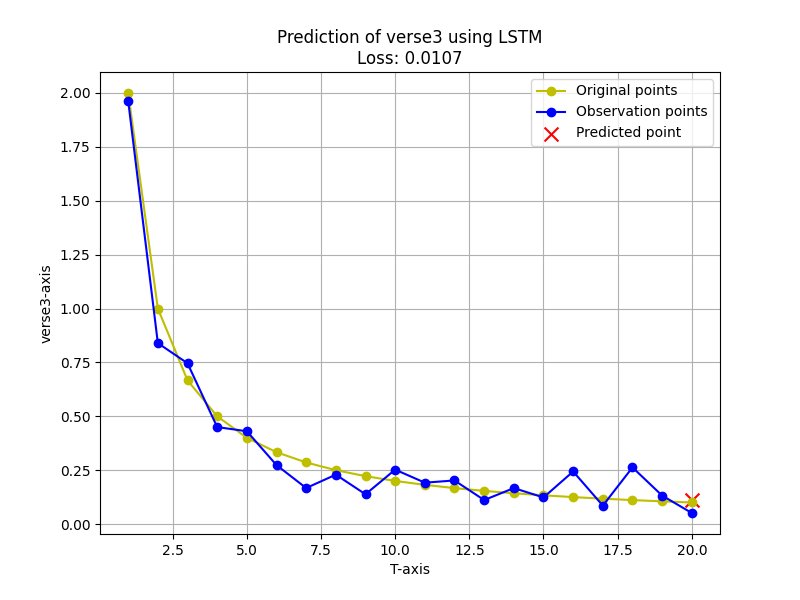 Prediction of verse3 using LSTM
Loss: 0.0107
Original points
Observation points
Predicted point
verse3-axis
2.00
1.75
1.50
1.25
1.00
0.75
0.50
0.25
0.00
2.5 5.0 7.5 10.0 12.5 15.0 17.5 20.0
T-axis